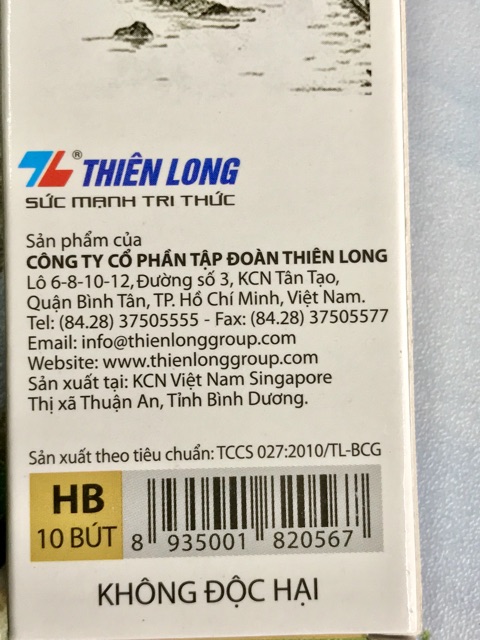 TL® THIÊN LONG
SỨC MẠNH TRI THỨC
Sản phẩm của
CÔNG TY CỔ PHẦN TẬP ĐOÀN THIÊN LONG
Lô 6-8-10-12, Đường số 3, KCN Tân Tạo,
Quận Bình Tân, TP. Hồ Chí Minh, Việt Nam.
Tel: (84.28) 37505555 - Fax: (84.28) 37505577
Email: info@thienlonggroup.com
Website: www.thienlonggroup.com
Sản xuất tại: KCN Việt Nam Singapore
Thị xã Thuận An, Tỉnh Bình Dương.
Sản xuất theo tiêu chuẩn: TCCS 027:2010/TL-BCG
HB
10 BÚT
8 935001 820567
KHÔNG ĐỘC HẠI